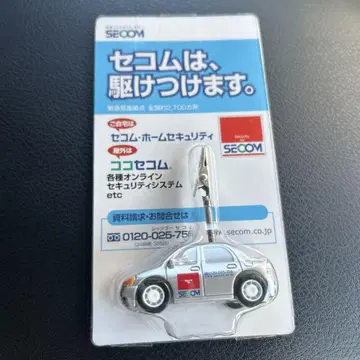 SECOM
セコムは、
駆けつけます。
ご自宅は
セコム・ホームセキュリティ
屋外は
ココセコム
各種オンライン
セキュリティシステム
etc
SECOM
資料請求・お問合せは
0120-025-75
www.secom.co.jp
SECOM